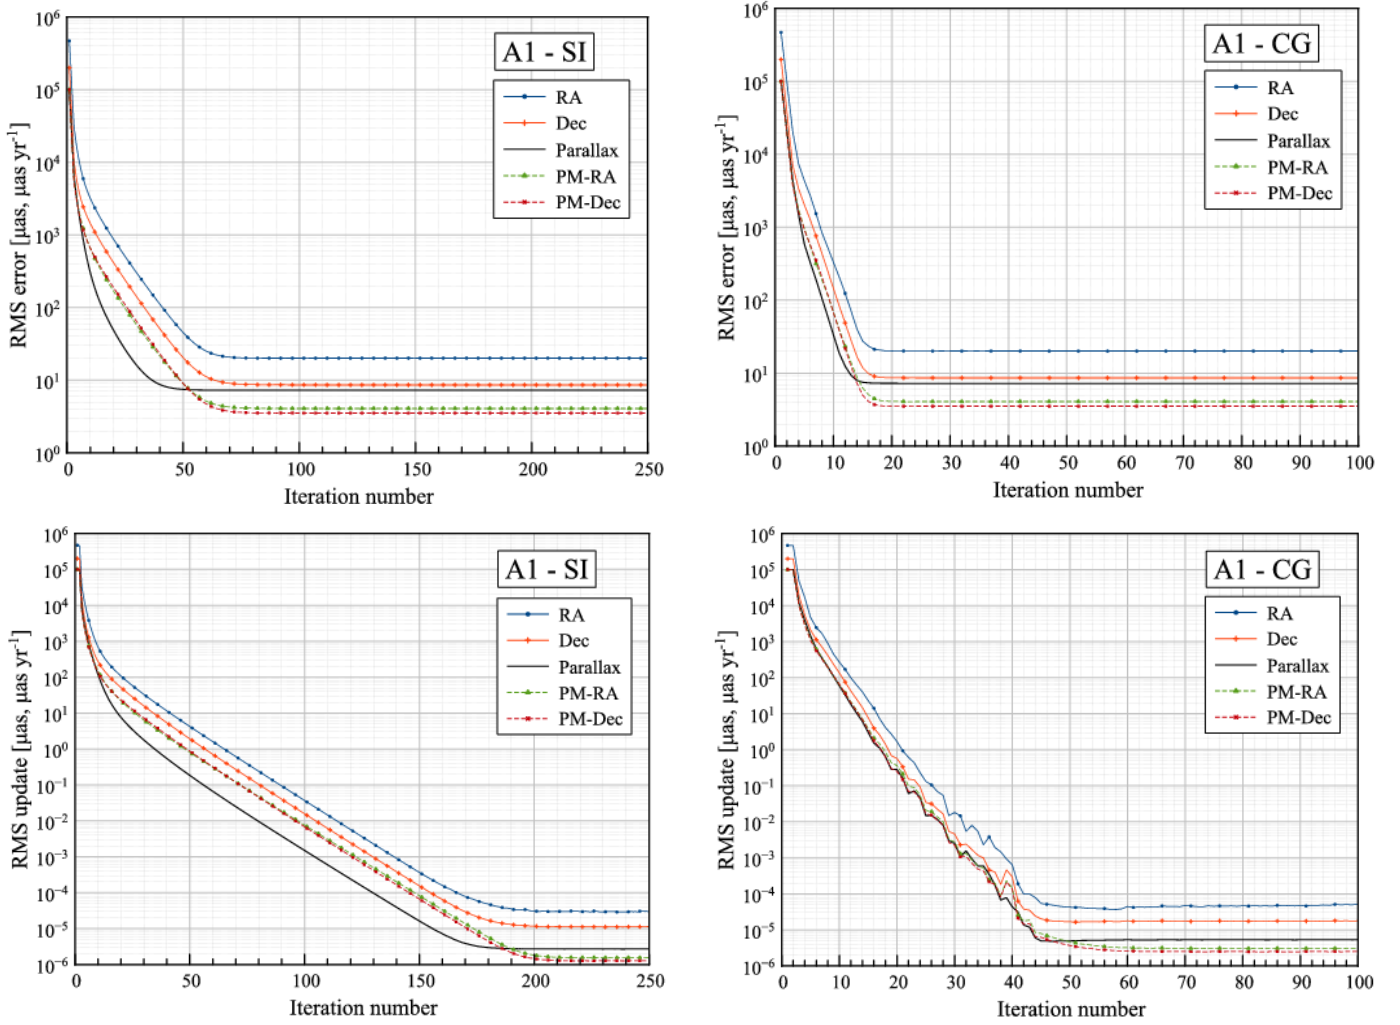 A1 - SI
RA
Dec
Parallax
PM-RA
PM-Dec
RMS error [µas, µas yr⁻¹]
10⁶
10⁵
10⁴
10³
10²
10¹
10⁰
0 50 100 150 200 250
Iteration number
A1 - CG
RA
Dec
Parallax
PM-RA
PM-Dec
RMS error [µas, µas yr⁻¹]
10⁶
10⁵
10⁴
10³
10²
10¹
10⁰
0 10 20 30 40 50 60 70 80 90 100
Iteration number
A1 - SI
RA
Dec
Parallax
PM-RA
PM-Dec
RMS update [µas, µas yr⁻¹]
10⁶
10⁵
10⁴
10³
10²
10¹
10⁰
10⁻¹
10⁻²
10⁻³
10⁻⁴
10⁻⁵
10⁻⁶
0 50 100 150 200 250
Iteration number
A1 - CG
RA
Dec
Parallax
PM-RA
PM-Dec
RMS update [µas, µas yr⁻¹]
10⁶
10⁵
10⁴
10³
10²
10¹
10⁰
10⁻¹
10⁻²
10⁻³
10⁻⁴
10⁻⁵
10⁻⁶
0 10 20 30 40 50 60 70 80 90 100
Iteration number